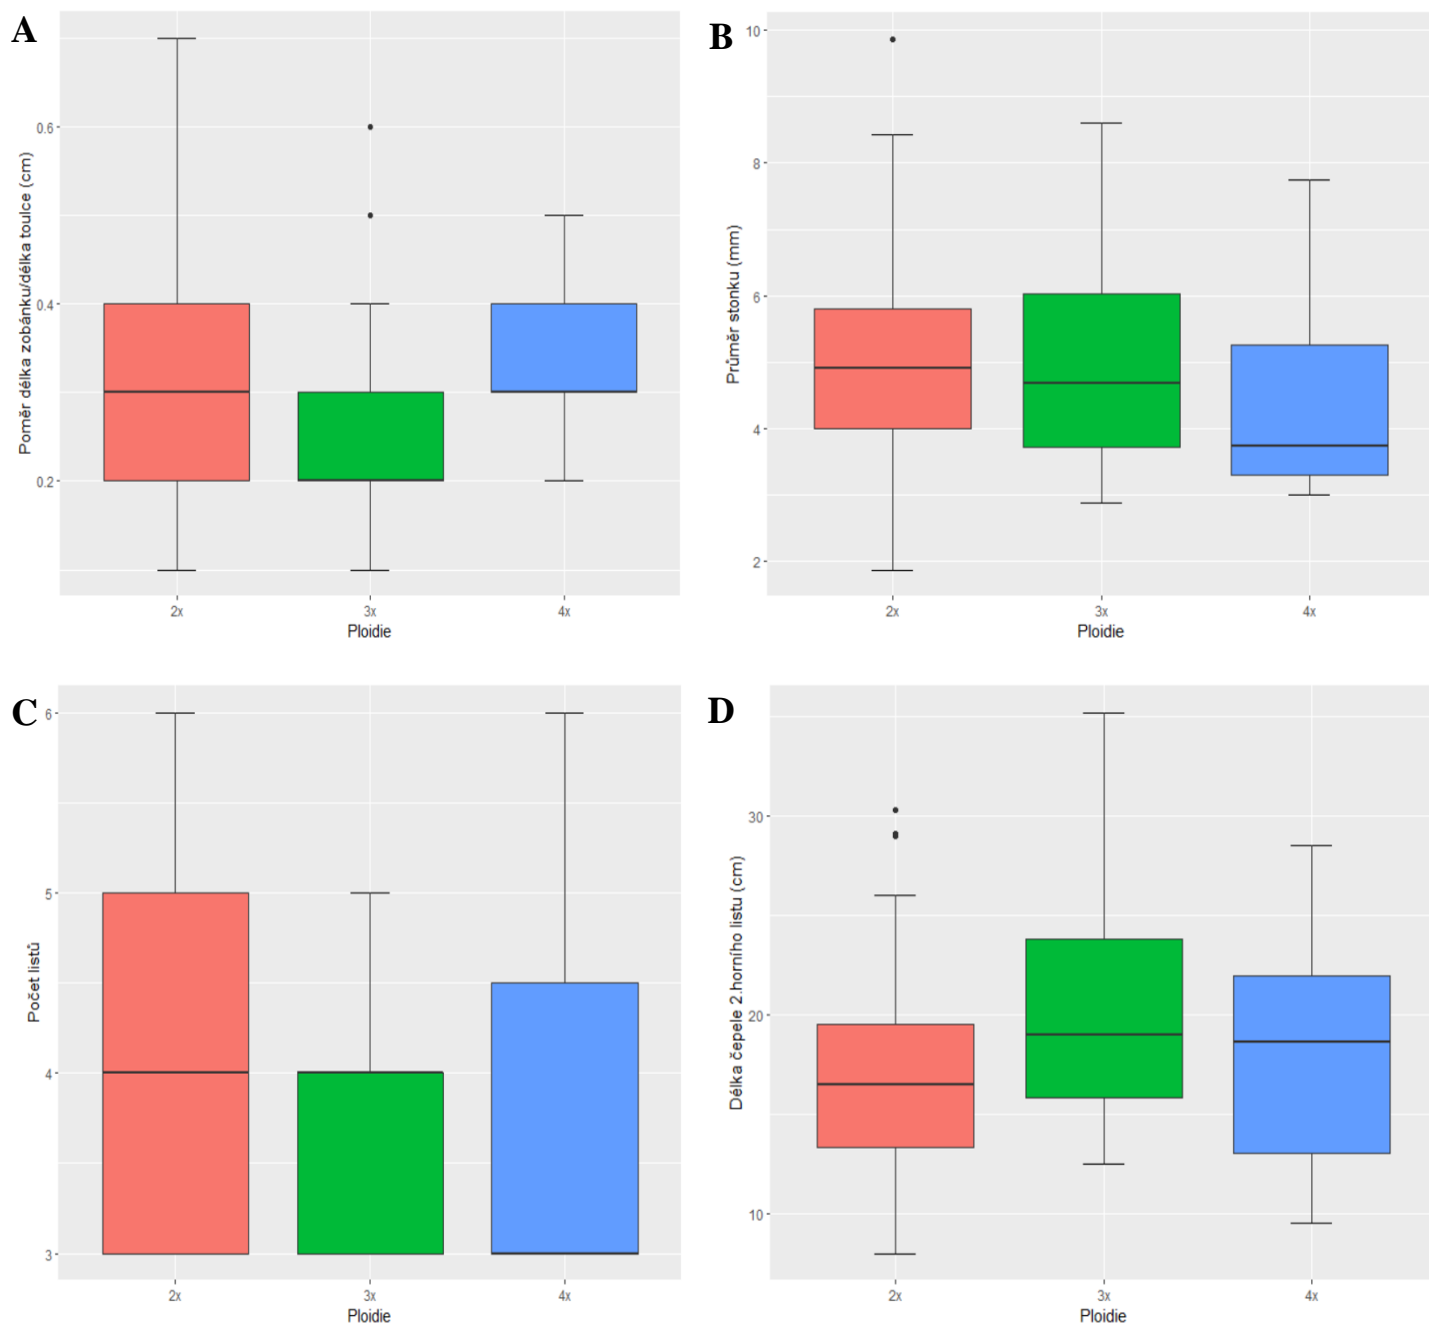 A
Poměr délka zobánku/délka toulce (cm)
0.6
0.4
0.2
2x 3x 4x
Ploidie
B
Průměr stonku (mm)
10
8
6
4
2
2x 3x 4x
Ploidie
C
Počet listů
6
5
4
3
2x 3x 4x
Ploidie
D
Délka čepele 2.horního listu (cm)
30
20
10
2x 3x 4x
Ploidie